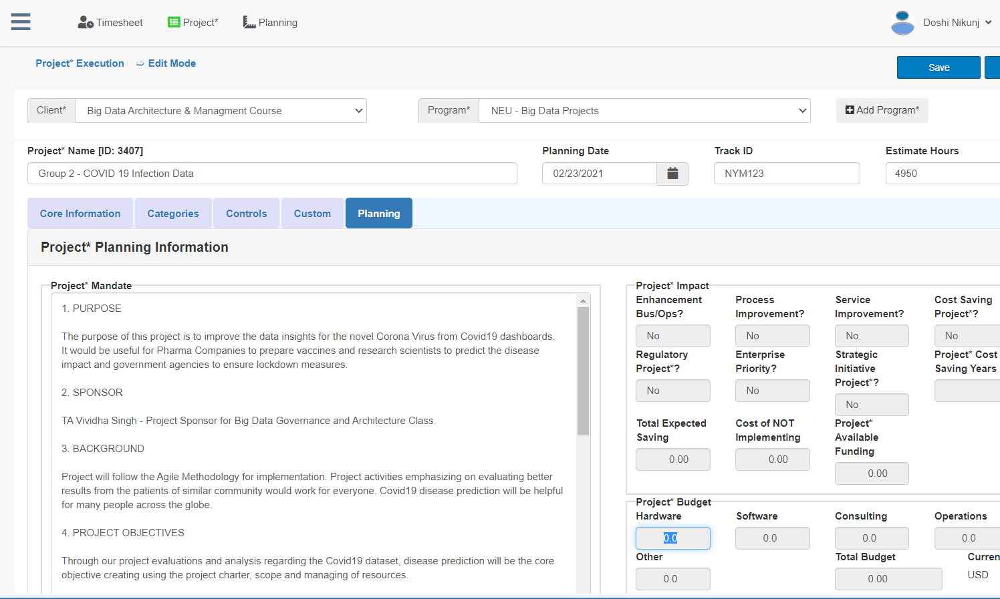 Timesheet Project* Planning Doshi Nikunj
Project* Execution ⇨ Edit Mode
Save
Client* Big Data Architecture & Managment Course Program* NEU - Big Data Projects Add Program*
Project* Name [ID: 3407] Planning Date Track ID Estimate Hours
Group 2 - COVID 19 Infection Data 02/23/2021 NYM123 4950
Core Information Categories Controls Custom Planning
Project* Planning Information
Project* Mandate
1. PURPOSE
The purpose of this project is to improve the data insights for the novel Corona Virus from Covid19 dashboards.
It would be useful for Pharma Companies to prepare vaccines and research scientists to predict the disease
impact and government agencies to ensure lockdown measures.
2. SPONSOR
TA Vividha Singh - Project Sponsor for Big Data Governance and Architecture Class.
3. BACKGROUND
Project will follow the Agile Methodology for implementation. Project activities emphasizing on evaluating better
results from the patients of similar community would work for everyone. Covid19 disease prediction will be helpful
for many people across the globe.
4. PROJECT OBJECTIVES
Through our project evaluations and analysis regarding the Covid19 dataset, disease prediction will be the core
objective creating using the project charter, scope and managing of resources.
Project* Impact
Enhancement Process Service Cost Saving
Bus/Ops? Improvement? Improvement? Project*?
No No No No
Regulatory Enterprise Strategic Project* Cost
Project*? Priority? Initiative Saving Years
Project*?
No No
No
Total Expected Cost of NOT Project*
Saving Implementing Available
Funding
0.00 0.00
0.00
Project* Budget
Hardware Software Consulting Operations
0.0 0.0 0.0 0.0
Other Total Budget Curren
0.0 0.00 USD